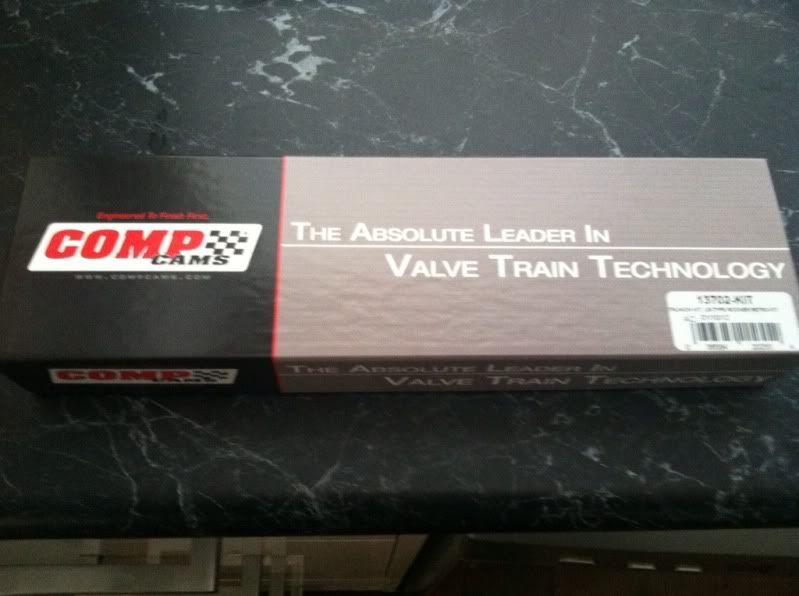 Engineered To Finish First.
COMP
CAMS
WWW.COMPCAMS.COM
THE ABSOLUTE LEADER IN
VALVE TRAIN TECHNOLOGY
13702-KIT
COMP
CAMS
THE ABSOLUTE LEADER IN
VALVE TRAIN TECHNOLOGY